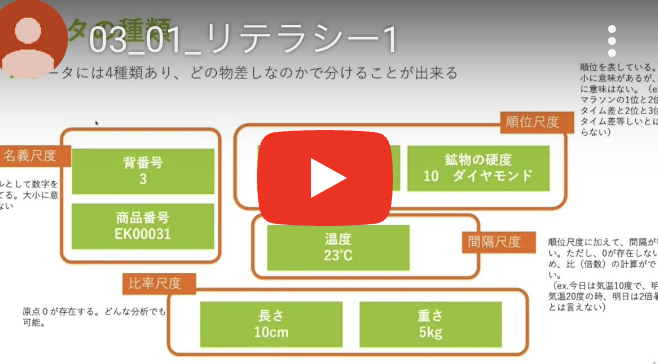 タの種類
03_01_リテラシー1
ータには4種類あり、どの物差しなのかで分けることが出来る
順位を表している。
小に意味があるが、
に意味はない。(e
マラソンの1位と2位
タイム差と2位と3位
タイム差等しいとは
らない)
順位尺度
名義尺度
背番号
3
鉱物の硬度
10 ダイヤモンド
ルとして数字を
てる。大小に意
ない
商品番号
EK00031
温度
23℃
間隔尺度
順位尺度に加えて、間隔が
い。ただし、0が存在しない
め、比(倍数)の計算がで
い。
(ex.今日は気温10度で、明
気温20度の時、明日は2倍
とは言えない)
比率尺度
原点0が存在する。どんな分析でも
可能。
長さ
10cm
重さ
5kg